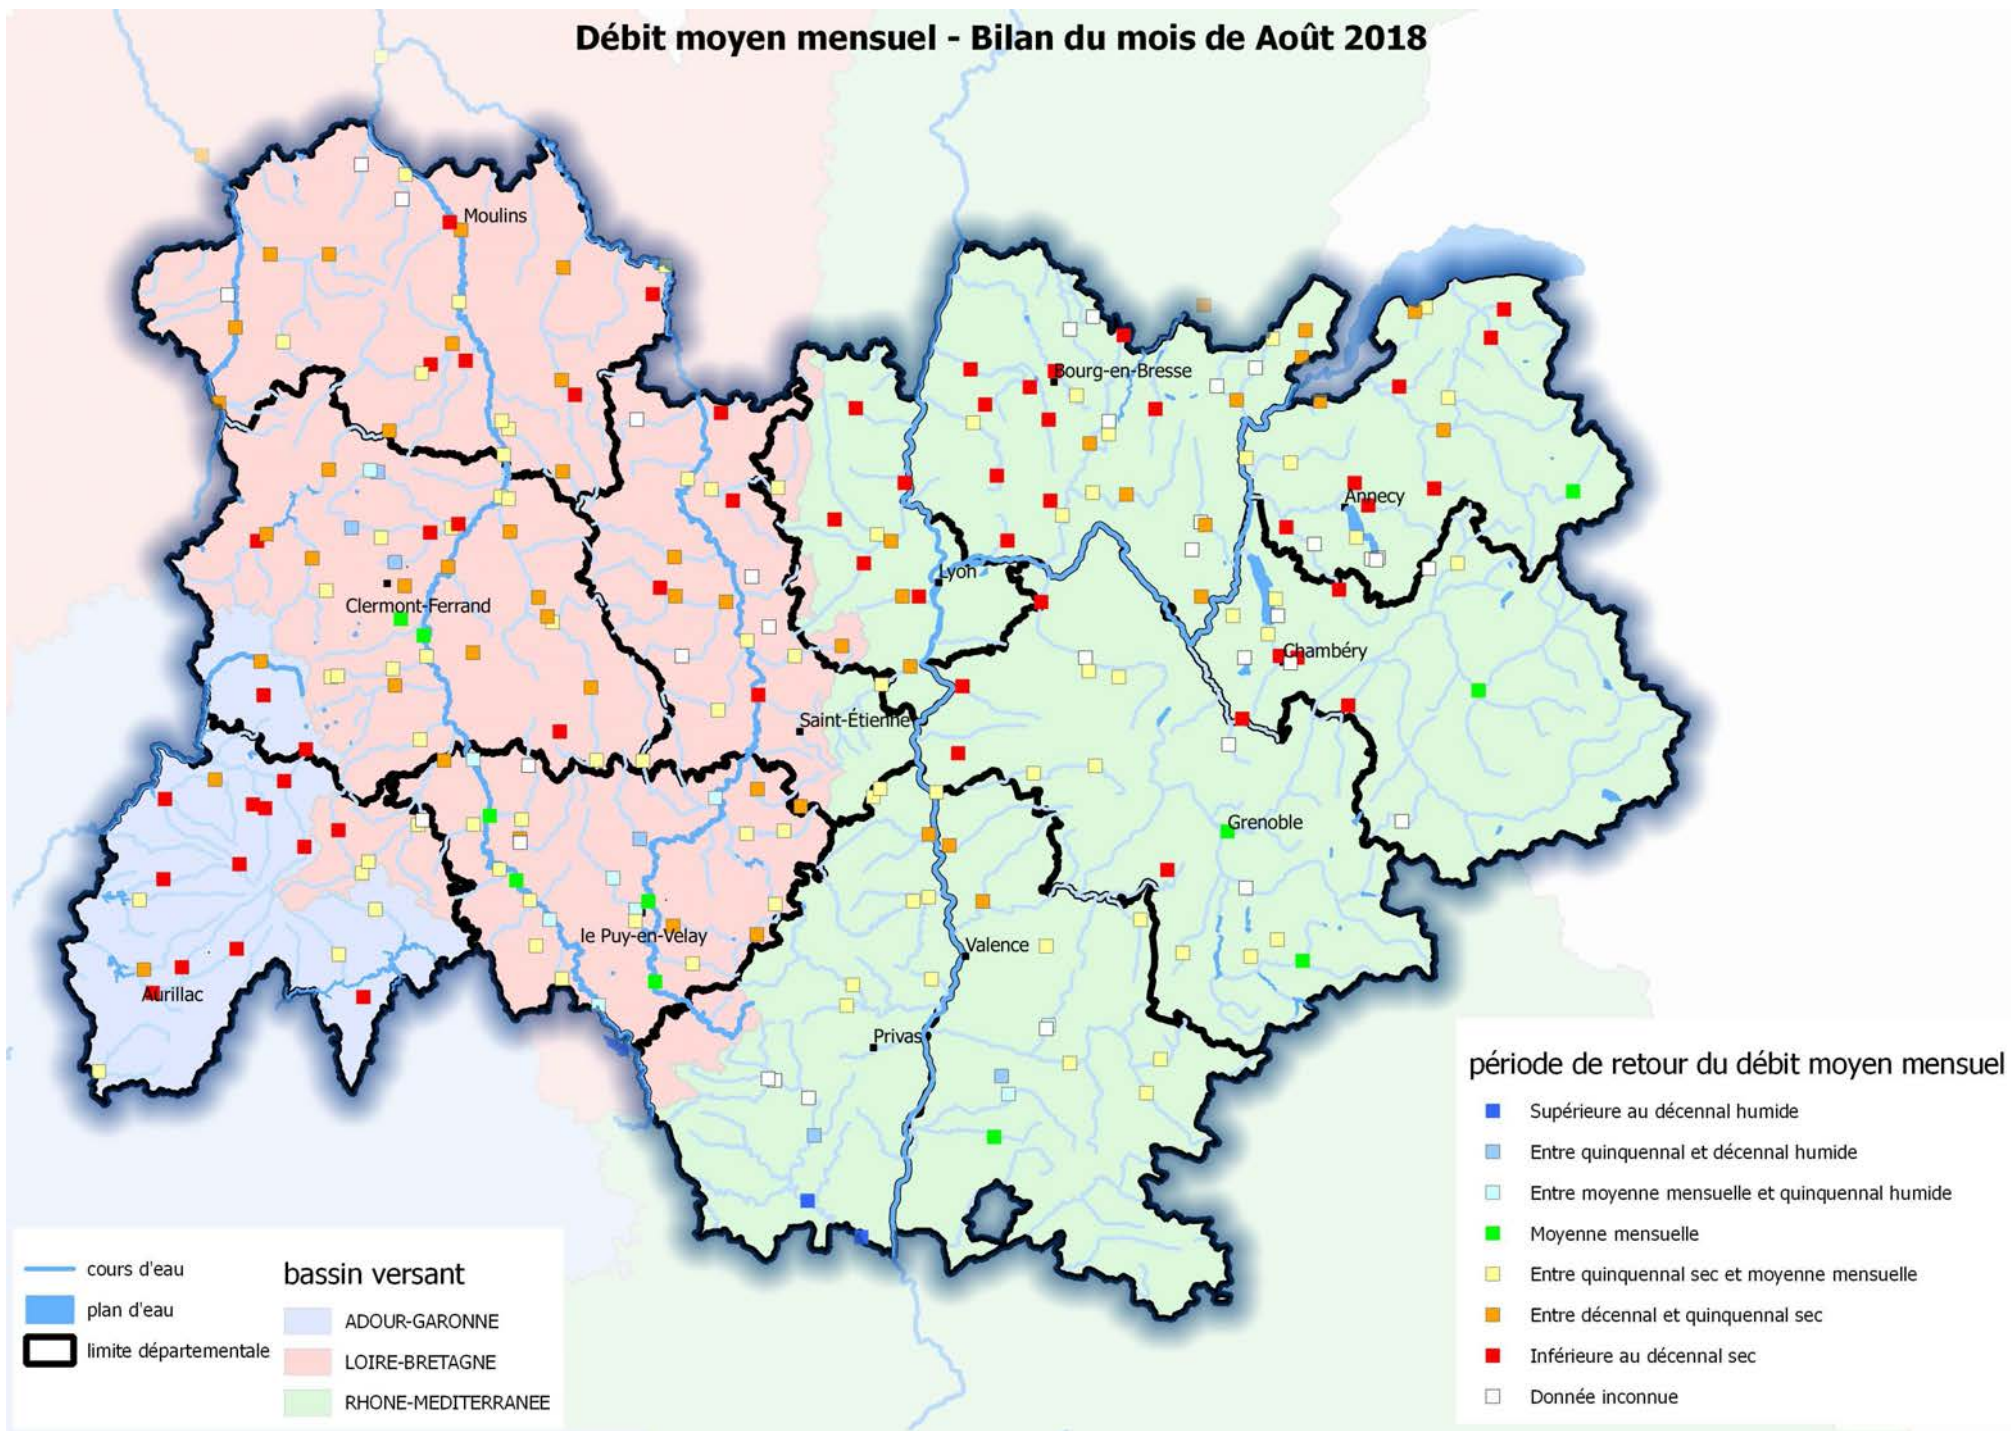 Débit moyen mensuel - Bilan du mois de Août 2018
Moulins
Bourg-en-Bresse
Annecy
Lyon
Clermont-Ferrand
Chambéry
Saint-Étienne
Grenoble
le Puy-en-Velay
Valence
Aurillac
Privas
cours d'eau
plan d'eau
limite départementale
bassin versant
ADOUR-GARONNE
LOIRE-BRETAGNE
RHONE-MEDITERRANEE
période de retour du débit moyen mensuel
Supérieure au décennal humide
Entre quinquennal et décennal humide
Entre moyenne mensuelle et quinquennal humide
Moyenne mensuelle
Entre quinquennal sec et moyenne mensuelle
Entre décennal et quinquennal sec
Inférieure au décennal sec
Donnée inconnue